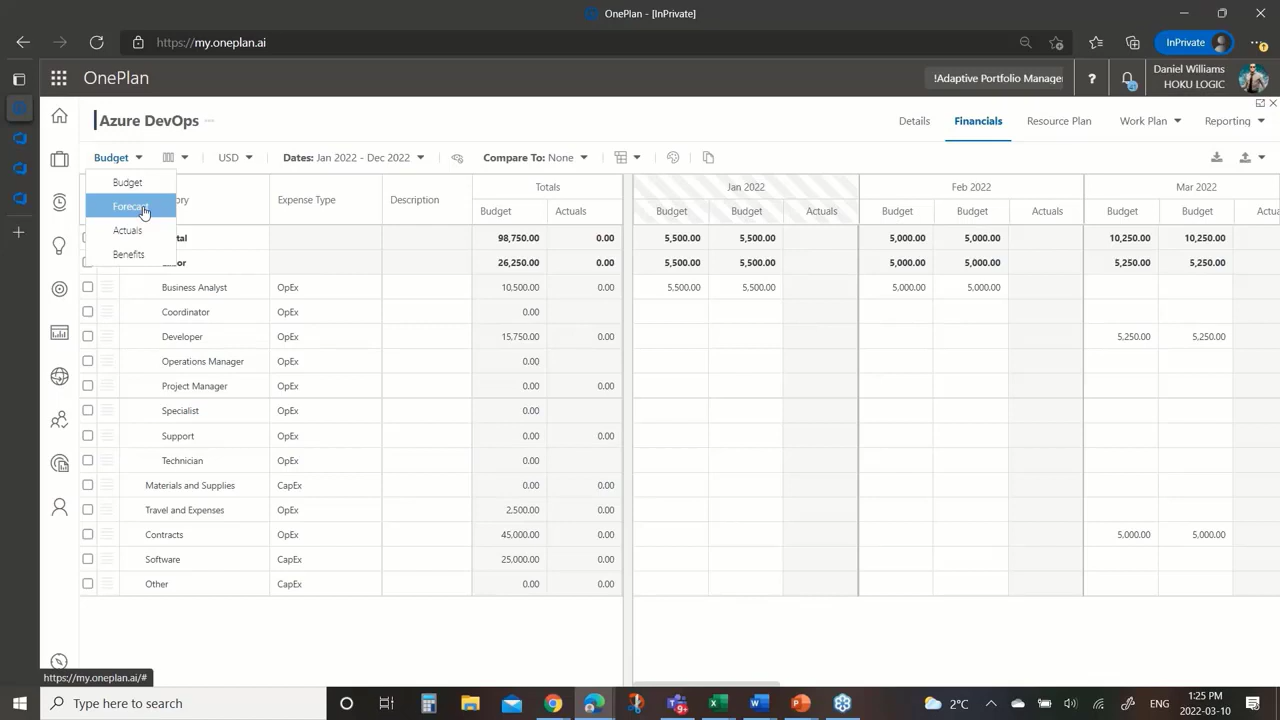 OnePlan - [InPrivate]
https://my.oneplan.ai
InPrivate
OnePlan
!Adaptive Portfolio Manager
?
Daniel Williams
HOKU LOGIC
Azure DevOps
Details
Financials
Resource Plan
Work Plan
Reporting
Budget
USD
Dates: Jan 2022 - Dec 2022
Compare To: None
Budget
Forecast
Actuals
Benefits
Expense Type
Description
Totals
Jan 2022
Feb 2022
Mar 2022
Budget Actuals Budget Budget Actuals Budget Budget Actuals Budget Budget
98,750.00 0.00 5,500.00 5,500.00 5,000.00 5,000.00 10,250.00 10,250.00
26,250.00 0.00 5,500.00 5,500.00 5,000.00 5,000.00 5,250.00 5,250.00
Business Analyst OpEx 10,500.00 0.00 5,500.00 5,500.00 5,000.00 5,000.00
Coordinator OpEx 0.00
Developer OpEx 15,750.00 0.00 5,250.00 5,250.00
Operations Manager OpEx 0.00
Project Manager OpEx 0.00 0.00
Specialist OpEx 0.00
Support OpEx 0.00 0.00
Technician OpEx 0.00
Materials and Supplies CapEx 0.00 0.00
Travel and Expenses OpEx 2,500.00 0.00
Contracts OpEx 45,000.00 0.00 5,000.00 5,000.00
Software CapEx 25,000.00 0.00
Other CapEx 0.00 0.00
https://my.oneplan.ai/#
Type here to search
2°C
ENG
1:25 PM
2022-03-10